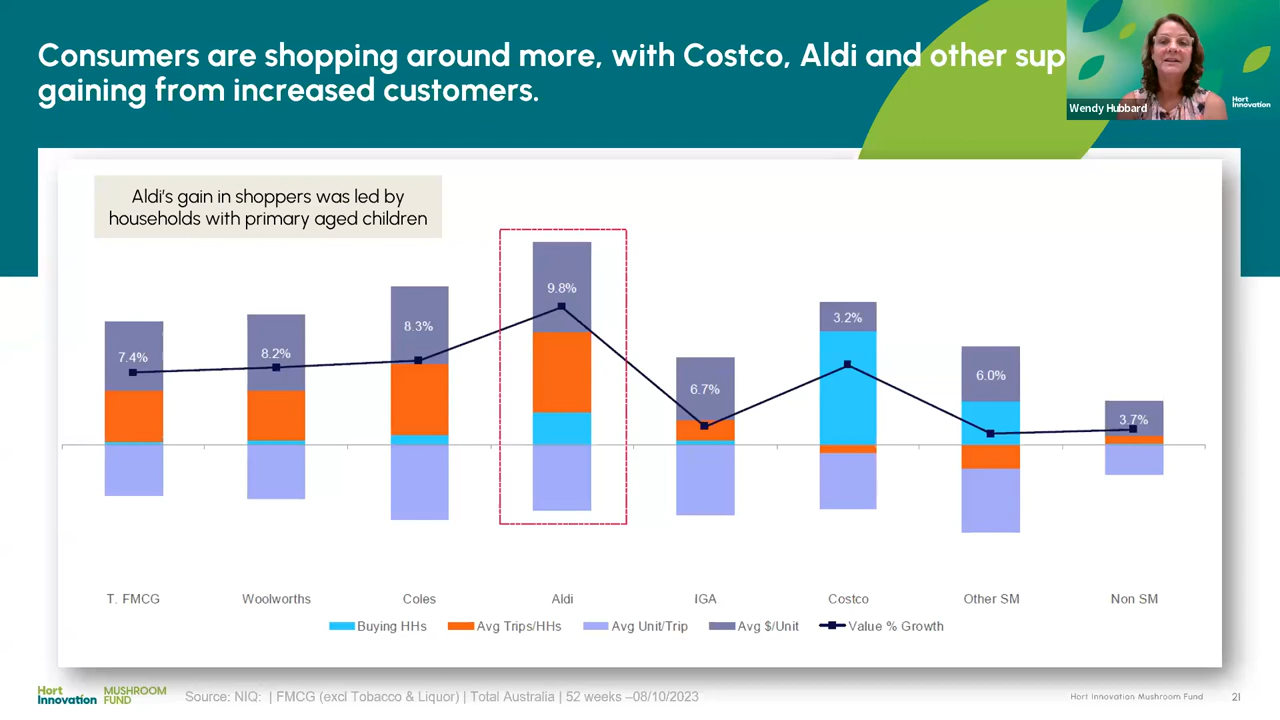 Consumers are shopping around more, with Costco, Aldi and other sup
gaining from increased customers.
Wendy Hubbard
Hort
Innovation
Aldi's gain in shoppers was led by
households with primary aged children
7.4%
8.2%
8.3%
9.8%
6.7%
3.2%
6.0%
3.7%
T. FMCG Woolworths Coles Aldi IGA Costco Other SM Non SM
Buying HHs Avg Trips/HHs Avg Unit/Trip Avg $/Unit Value % Growth
Hort
Innovation
MUSHROOM
FUND
Source: NIQ: | FMCG (excl Tobacco & Liquor) | Total Australia | 52 weeks –08/10/2023
Hort Innovation Mushroom Fund 21